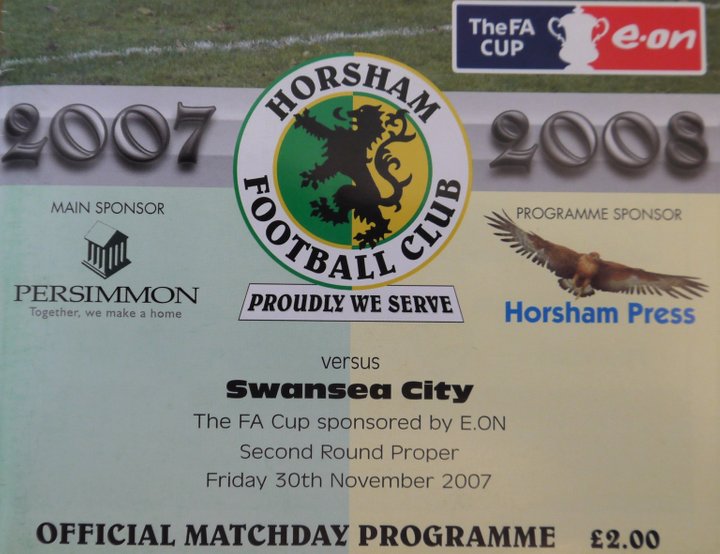 The FA
CUP
e·on
2007
2008
HORSHAM
FOOTBALL CLUB
PROUDLY WE SERVE
MAIN SPONSOR
PERSIMMON
Together, we make a home
PROGRAMME SPONSOR
Horsham Press
versus
Swansea City
The FA Cup sponsored by E.ON
Second Round Proper
Friday 30th November 2007
OFFICIAL MATCHDAY PROGRAMME £2.00